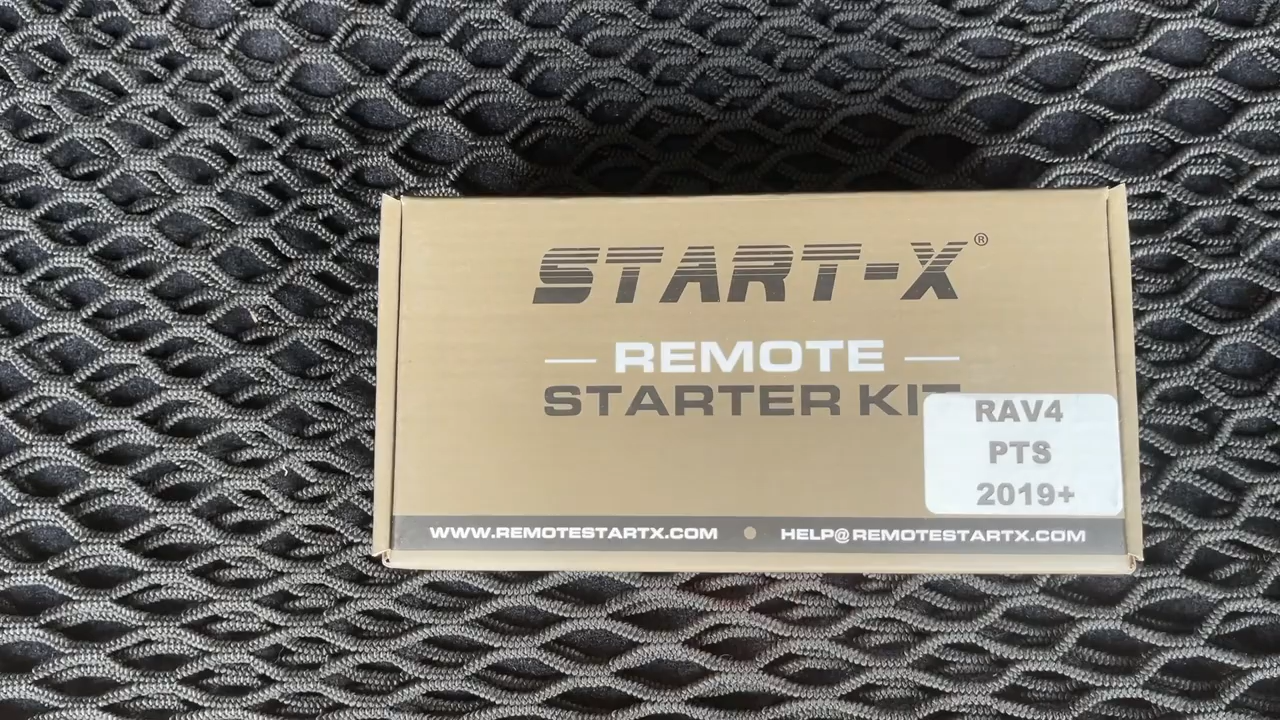 START-X®
— REMOTE —
STARTER KIT
RAV4
PTS
2019+
WWW.REMOTESTARTX.COM • HELP@REMOTESTARTX.COM